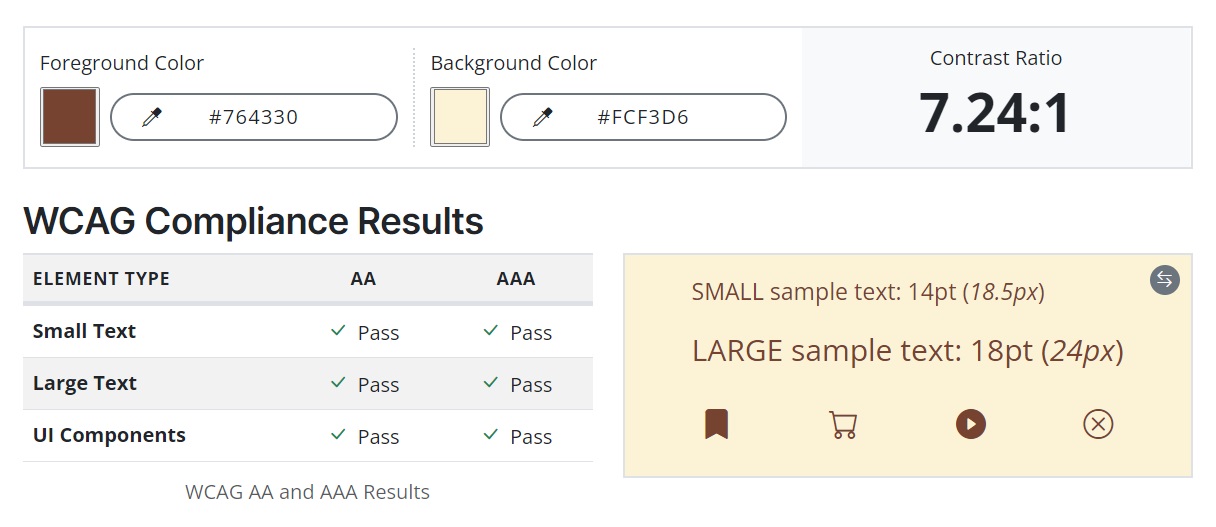 Foreground Color
#764330
Background Color
#FCF3D6
Contrast Ratio
7.24:1
WCAG Compliance Results
ELEMENT TYPE AA AAA
Small Text Pass Pass
Large Text Pass Pass
UI Components Pass Pass
WCAG AA and AAA Results
SMALL sample text: 14pt (18.5px)
LARGE sample text: 18pt (24px)